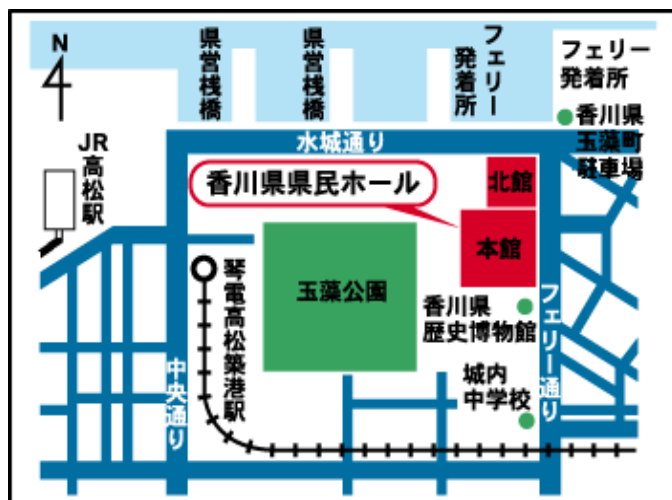 N
県営桟橋
県営桟橋
フェリー
発着所
フェリー
発着所
香川県
玉藻町
駐車場
JR
高松駅
水城通り
香川県県民ホール
北館
本館
玉藻公園
琴電高松築港駅
香川県
歴史博物館
フェリー通り
中央通り
城内
中学校